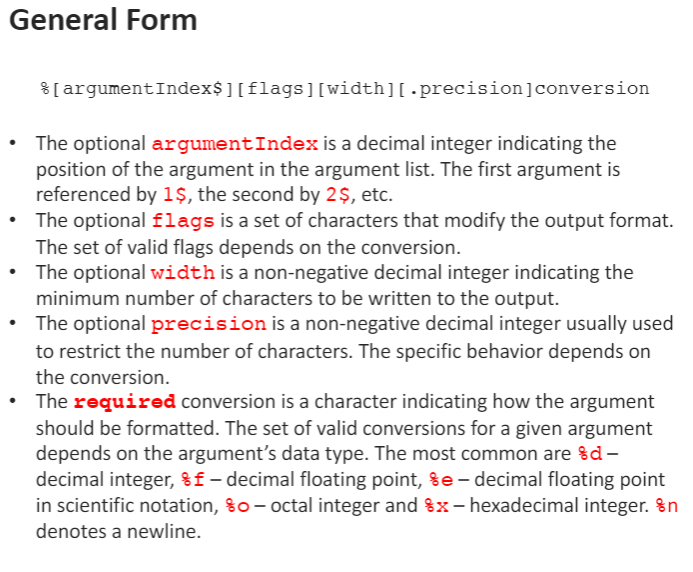 General Form
%[argumentIndex$][flags][width][.precision]conversion
• The optional argumentIndex is a decimal integer indicating the
position of the argument in the argument list. The first argument is
referenced by 1$, the second by 2$, etc.
• The optional flags is a set of characters that modify the output format.
The set of valid flags depends on the conversion.
• The optional width is a non-negative decimal integer indicating the
minimum number of characters to be written to the output.
• The optional precision is a non-negative decimal integer usually used
to restrict the number of characters. The specific behavior depends on
the conversion.
• The required conversion is a character indicating how the argument
should be formatted. The set of valid conversions for a given argument
depends on the argument’s data type. The most common are %d –
decimal integer, %f – decimal floating point, %e – decimal floating point
in scientific notation, %o – octal integer and %x – hexadecimal integer. %n
denotes a newline.